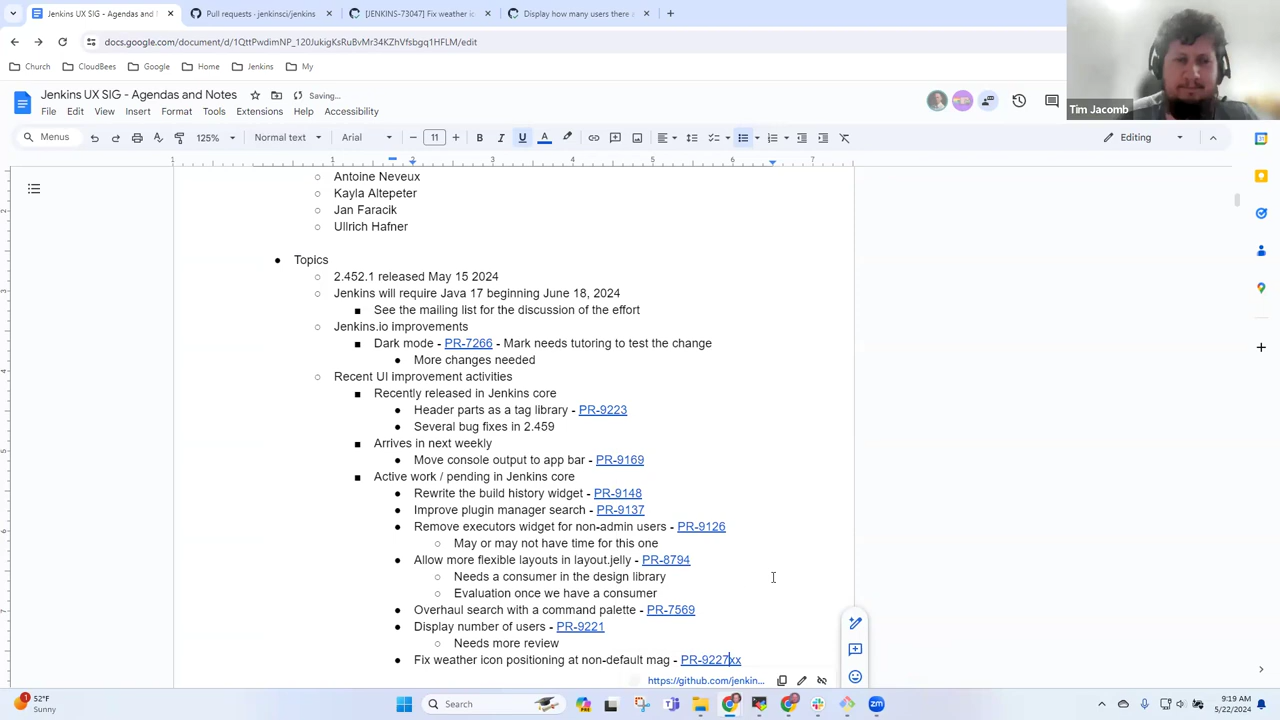 Jenkins UX SIG - Agendas and N
Pull requests - jenkinsci/jenkins
[JENKINS-73047] Fix weather ic
Display how many users there a
docs.google.com/document/d/1QttPwdimNP_120JukigKsRuBvMr34KZhVfsbgq1HFLM/edit
Church
CloudBees
Google
Home
Jenkins
My
Jenkins UX SIG - Agendas and Notes
Saving...
File Edit View Insert Format Tools Extensions Help Accessibility
Tim Jacomb
Menus
125%
Normal text
Arial
11
Editing
Antoine Neveux
Kayla Altepeter
Jan Faracik
Ullrich Hafner
Topics
2.452.1 released May 15 2024
Jenkins will require Java 17 beginning June 18, 2024
See the mailing list for the discussion of the effort
Jenkins.io improvements
Dark mode - PR-7266 - Mark needs tutoring to test the change
More changes needed
Recent UI improvement activities
Recently released in Jenkins core
Header parts as a tag library - PR-9223
Several bug fixes in 2.459
Arrives in next weekly
Move console output to app bar - PR-9169
Active work / pending in Jenkins core
Rewrite the build history widget - PR-9148
Improve plugin manager search - PR-9137
Remove executors widget for non-admin users - PR-9126
May or may not have time for this one
Allow more flexible layouts in layout.jelly - PR-8794
Needs a consumer in the design library
Evaluation once we have a consumer
Overhaul search with a command palette - PR-7569
Display number of users - PR-9221
Needs more review
Fix weather icon positioning at non-default mag - PR-9227xx
https://github.com/jenkin...
52°F
Sunny
Search
9:19 AM
5/22/2024